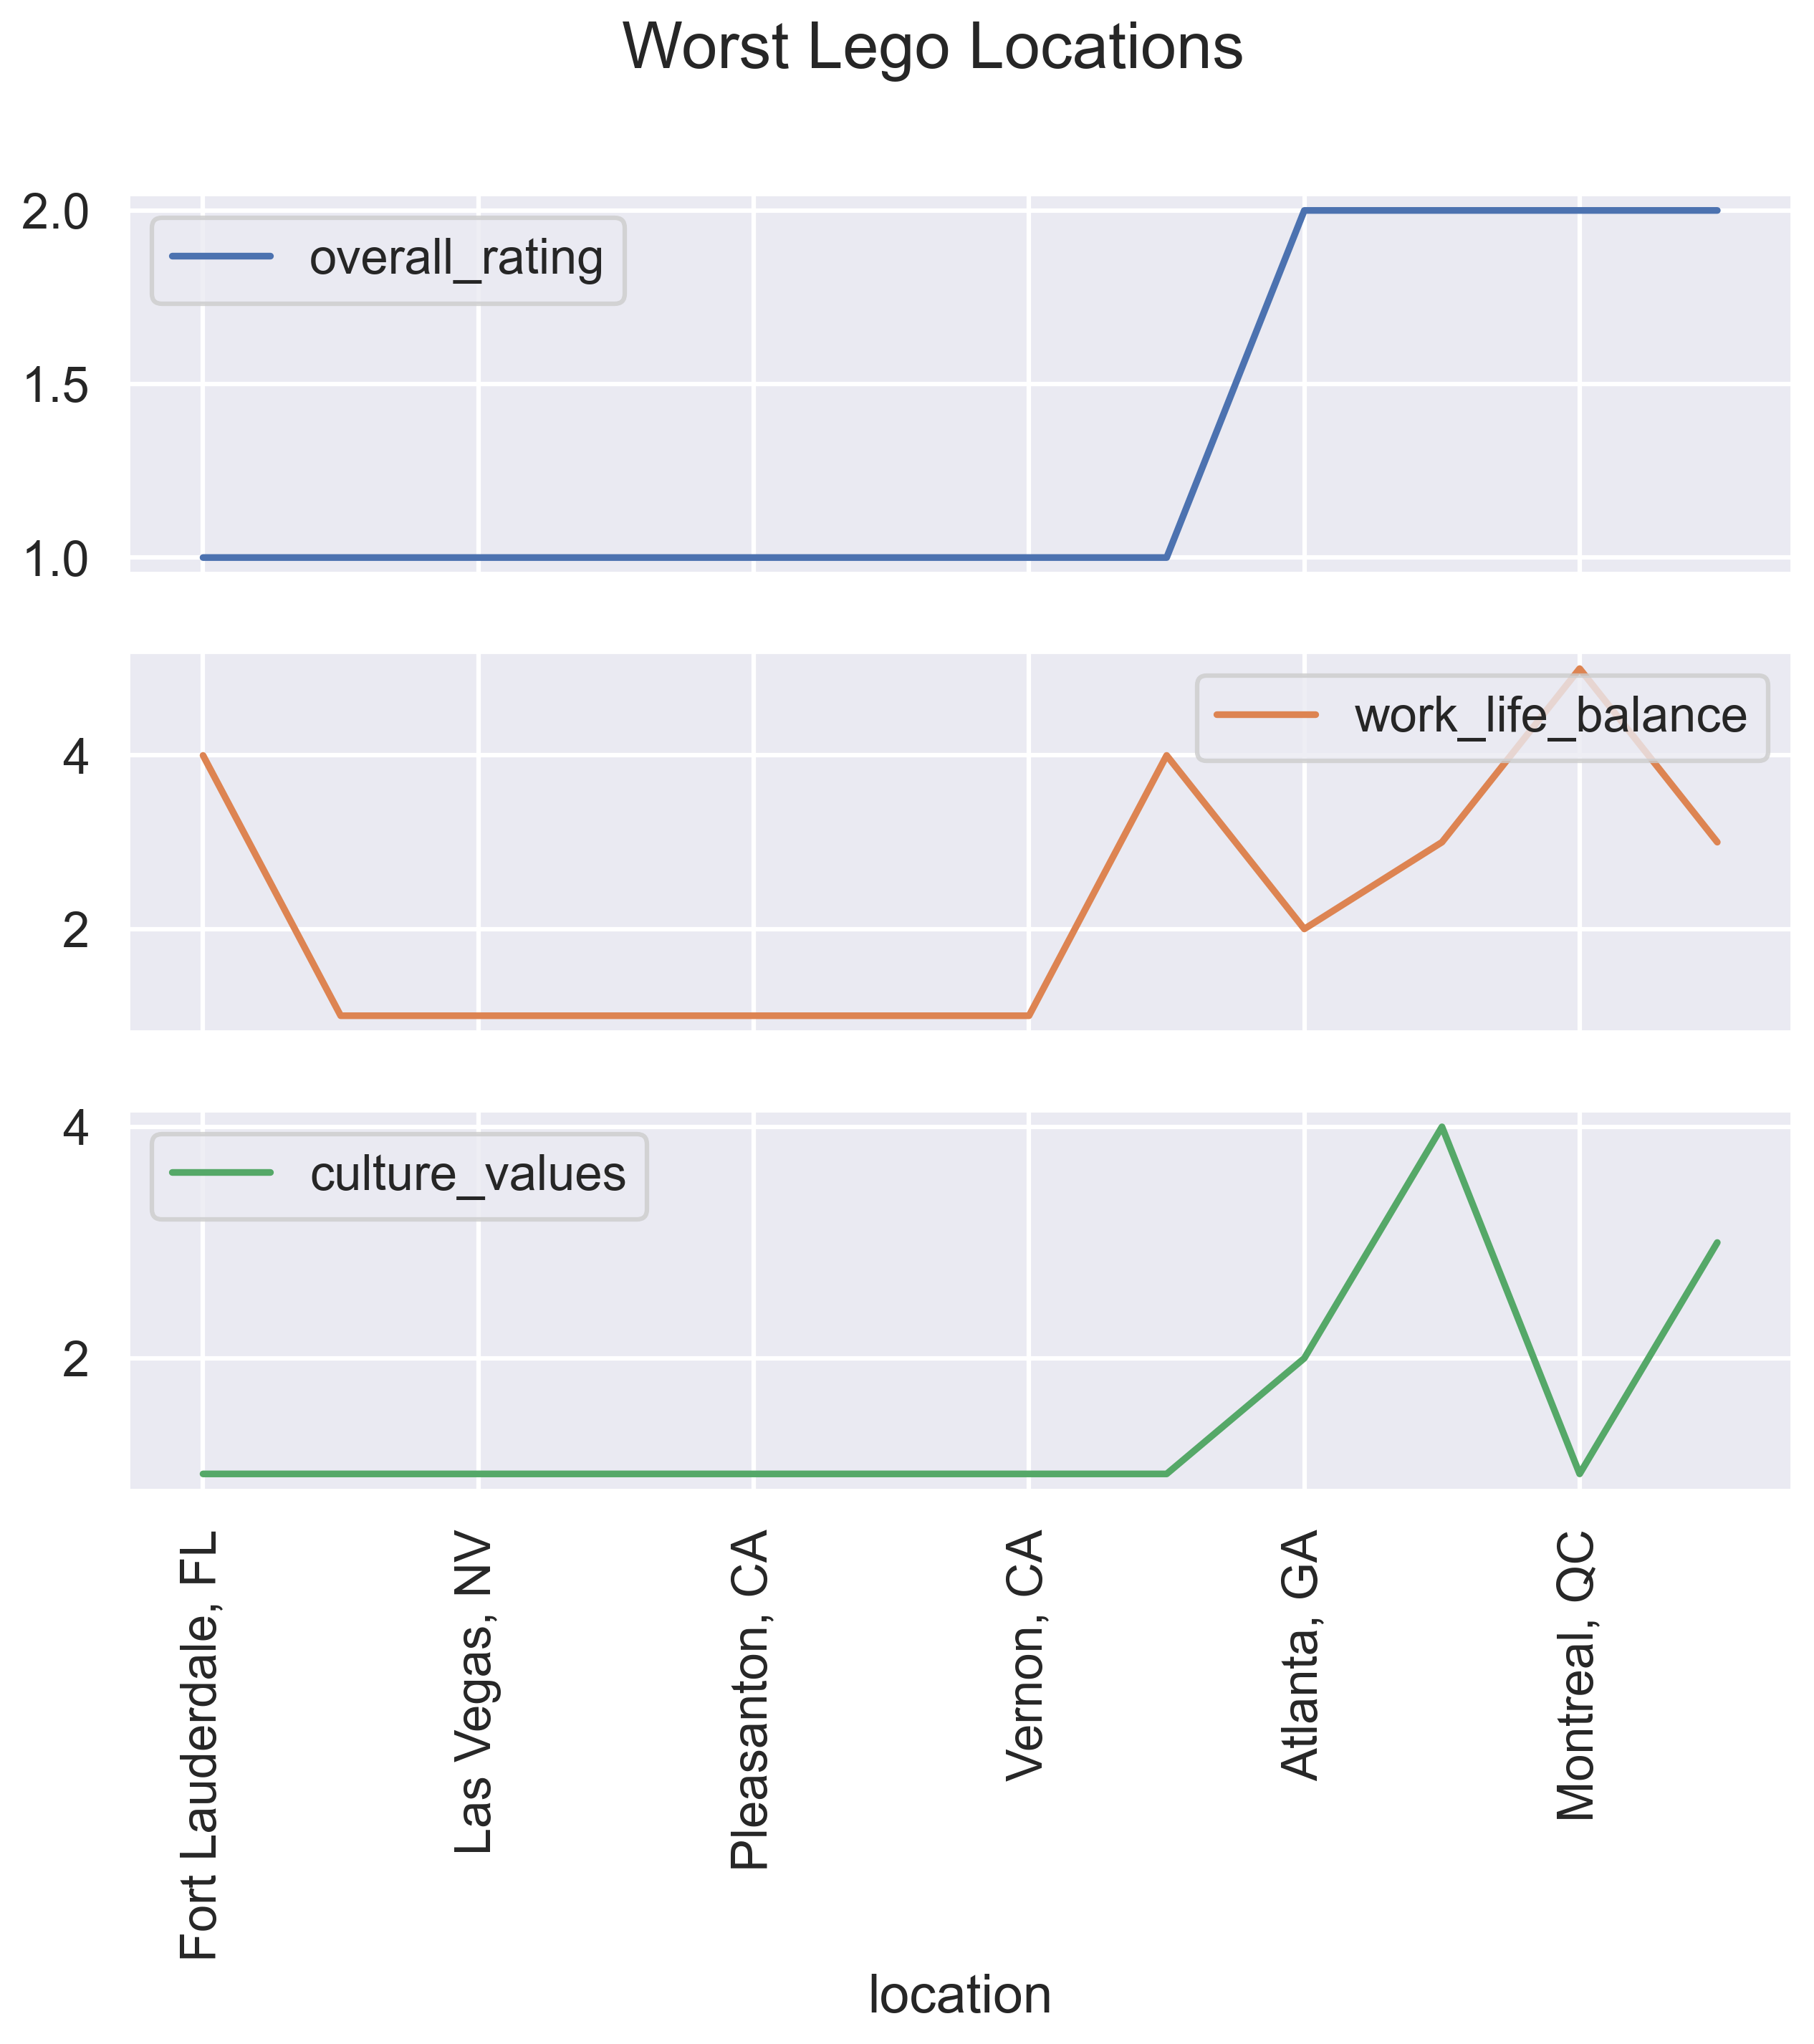 Worst Lego Locations
2.0
overall_rating
1.5
1.0
work_life_balance
4
2
4
culture_values
2
Fort Lauderdale, FL
Las Vegas, NV
Pleasanton, CA
Vernon, CA
Atlanta, GA
Montreal, QC
location